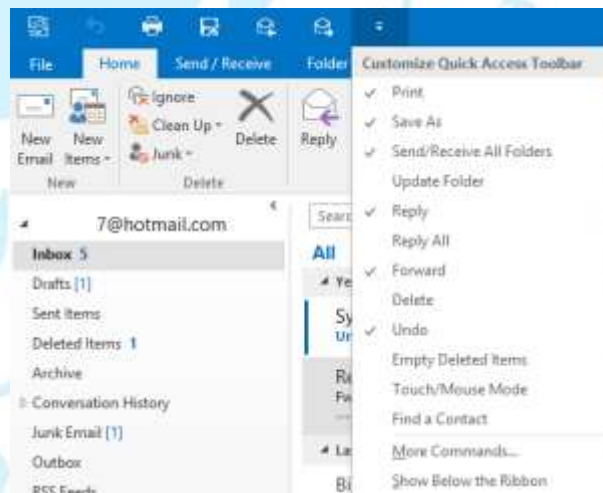 File Home Send / Receive Folder
Customize Quick Access Toolbar
Print
Save As
Send/Receive All Folders
Update Folder
Reply
Reply All
Forward
Delete
Undo
Empty Deleted Items
Touch/Mouse Mode
Find a Contact
More Commands...
Show Below the Ribbon
New Email
New Items
Ignore
Clean Up
Junk
Delete
Reply
New
Delete
7@hotmail.com
Inbox 5
Drafts [1]
Sent Items
Deleted Items 1
Archive
Conversation History
Junk Email [1]
Outbox
All